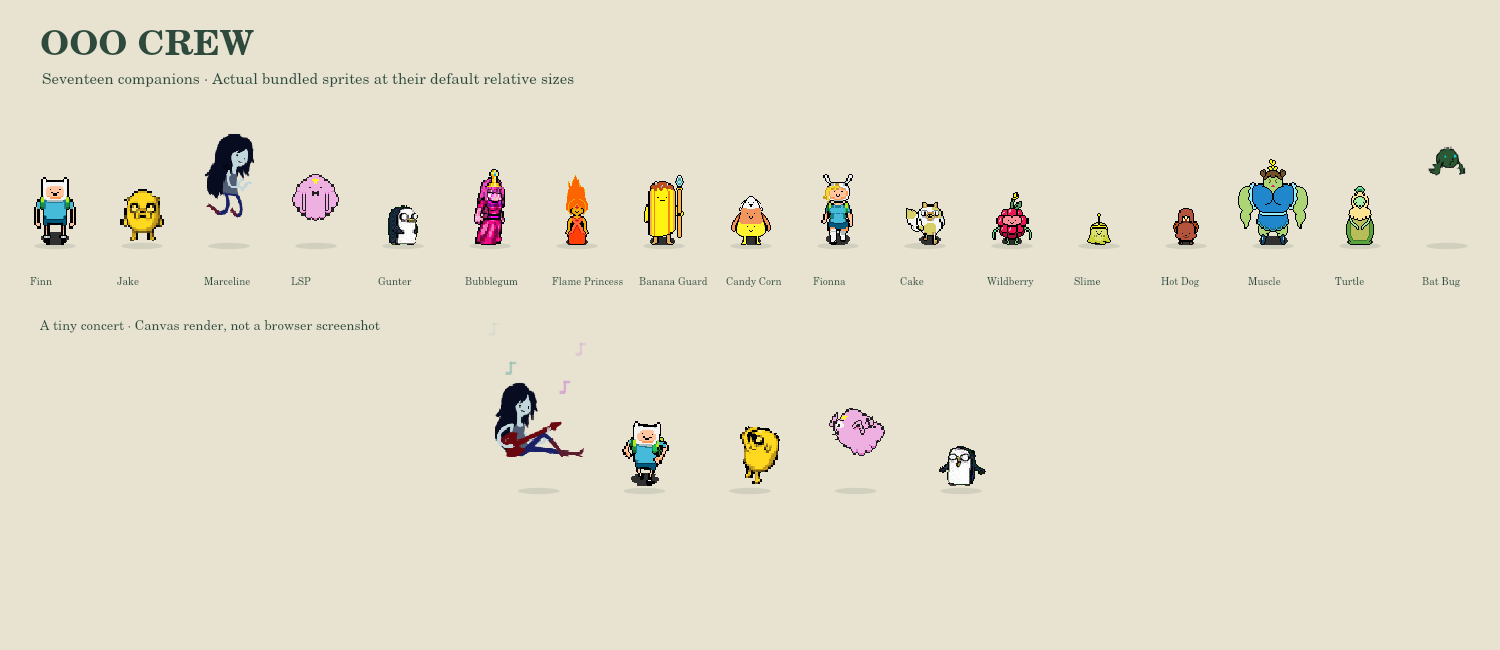 OOO CREW
Seventeen companions · Actual bundled sprites at their default relative sizes
Finn
Jake
Marceline
LSP
Gunter
Bubblegum
Flame Princess
Banana Guard
Candy Corn
Fionna
Cake
Wildberry
Slime
Hot Dog
Muscle
Turtle
Bat Bug
A tiny concert · Canvas render, not a browser screenshot